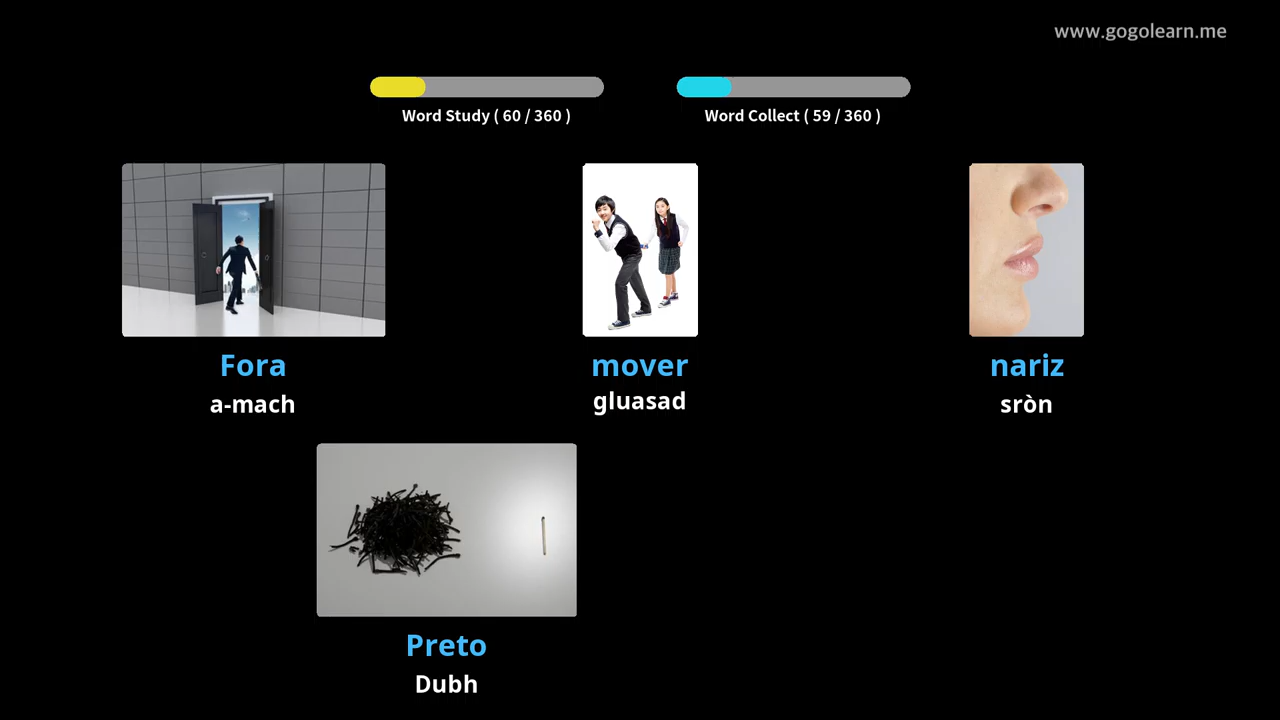 www.gogolearn.me
Word Study ( 60 / 360 )
Word Collect ( 59 / 360 )
Fora
a-mach
mover
gluasad
nariz
sròn
Preto
Dubh